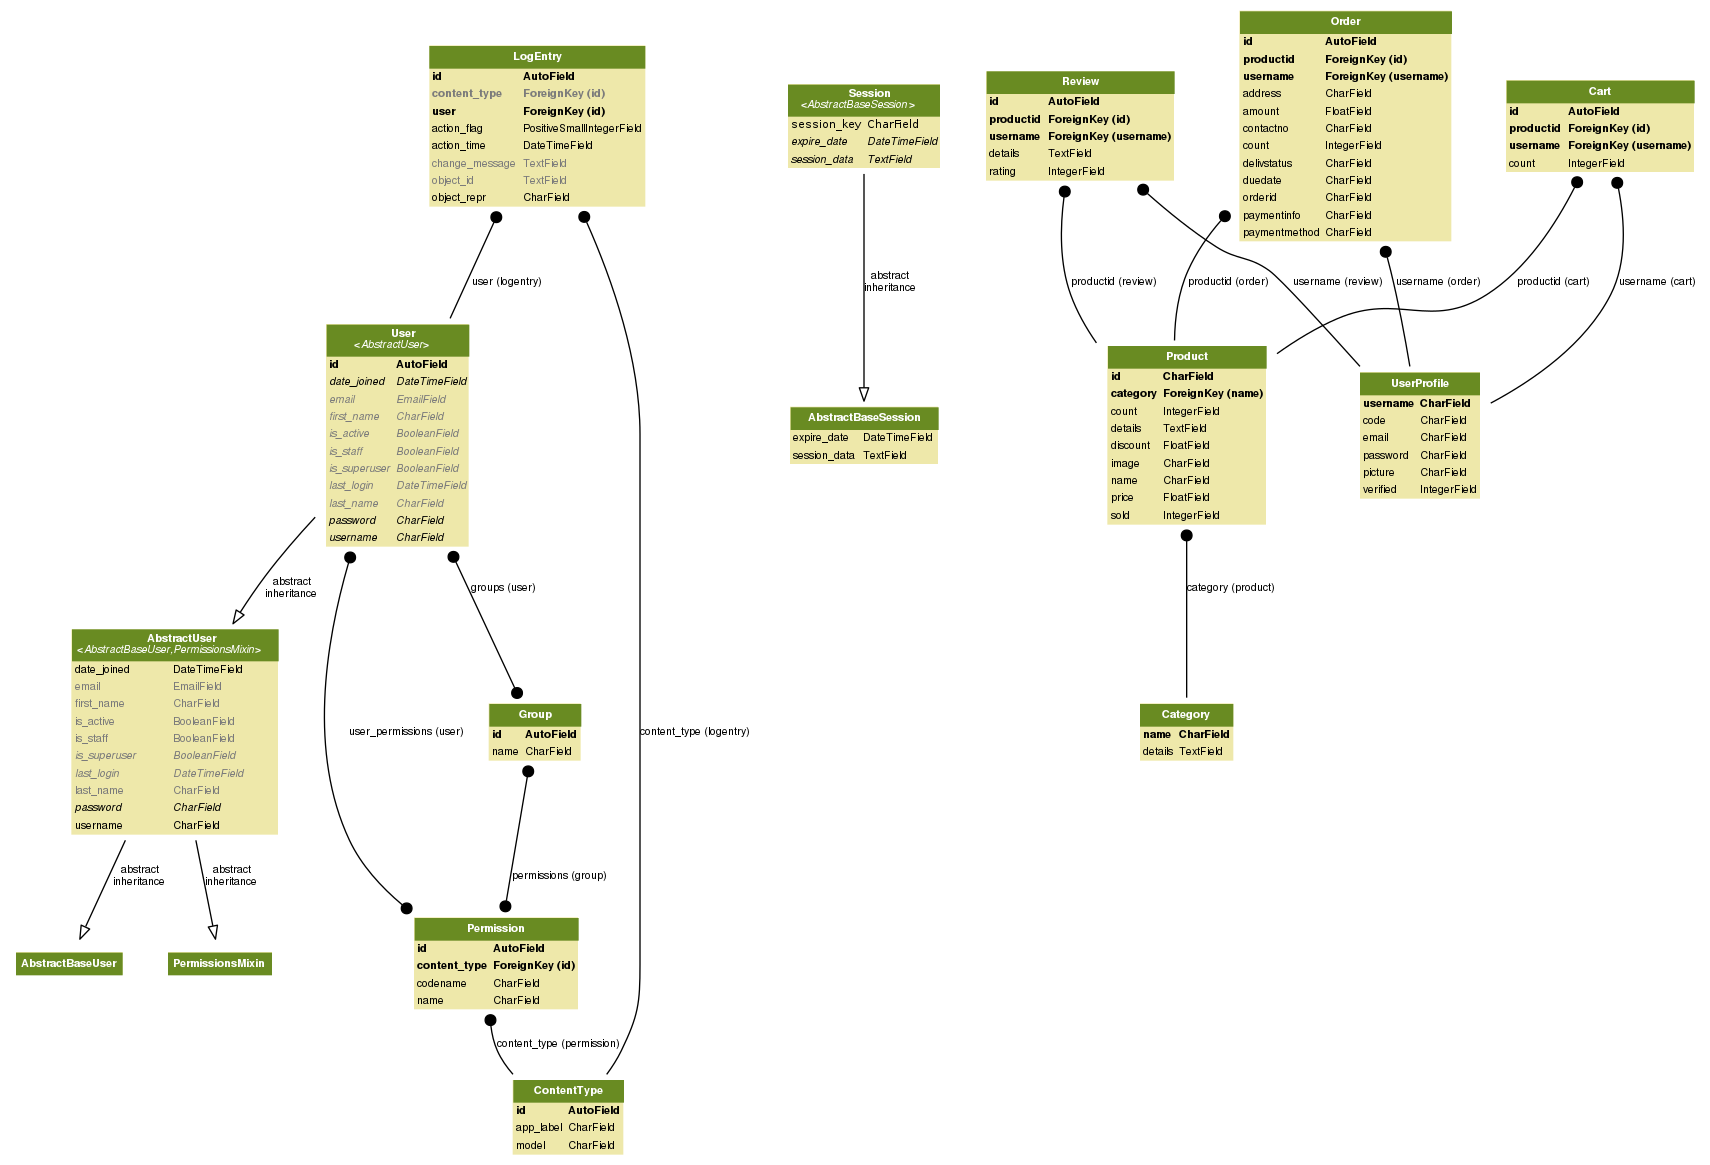 LogEntry
id AutoField
content_type ForeignKey (id)
user ForeignKey (id)
action_flag PositiveSmallIntegerField
action_time DateTimeField
change_message TextField
object_id TextField
object_repr CharField
Session
<AbstractBaseSession>
session_key CharField
expire_date DateTimeField
session_data TextField
Review
id AutoField
productid ForeignKey (id)
username ForeignKey (username)
details TextField
rating IntegerField
Order
id AutoField
productid ForeignKey (id)
username ForeignKey (username)
address CharField
amount FloatField
contactno CharField
count IntegerField
delivstatus CharField
duedate CharField
orderid CharField
paymentinfo CharField
paymentmethod CharField
Cart
id AutoField
productid ForeignKey (id)
username ForeignKey (username)
count IntegerField
user (logentry)
abstract
inheritance
productid (review)
productid (order)
username (review)
username (order)
productid (cart)
username (cart)
User
<AbstractUser>
id AutoField
date_joined DateTimeField
email EmailField
first_name CharField
is_active BooleanField
is_staff BooleanField
is_superuser BooleanField
last_login DateTimeField
last_name CharField
password CharField
username CharField
AbstractBaseSession
expire_date DateTimeField
session_data TextField
Product
id CharField
category ForeignKey (name)
count IntegerField
details TextField
discount FloatField
image CharField
name CharField
price FloatField
sold IntegerField
UserProfile
username CharField
code CharField
email CharField
password CharField
picture CharField
verified IntegerField
abstract
inheritance
groups (user)
category (product)
AbstractUser
<AbstractBaseUser,PermissionsMixin>
date_joined DateTimeField
email EmailField
first_name CharField
is_active BooleanField
is_staff BooleanField
is_superuser BooleanField
last_login DateTimeField
last_name CharField
password CharField
username CharField
user_permissions (user)
Group
id AutoField
name CharField
content_type (logentry)
Category
name CharField
details TextField
abstract
inheritance
abstract
inheritance
permissions (group)
AbstractBaseUser
PermissionsMixin
Permission
id AutoField
content_type ForeignKey (id)
codename CharField
name CharField
content_type (permission)
ContentType
id AutoField
app_label CharField
model CharField